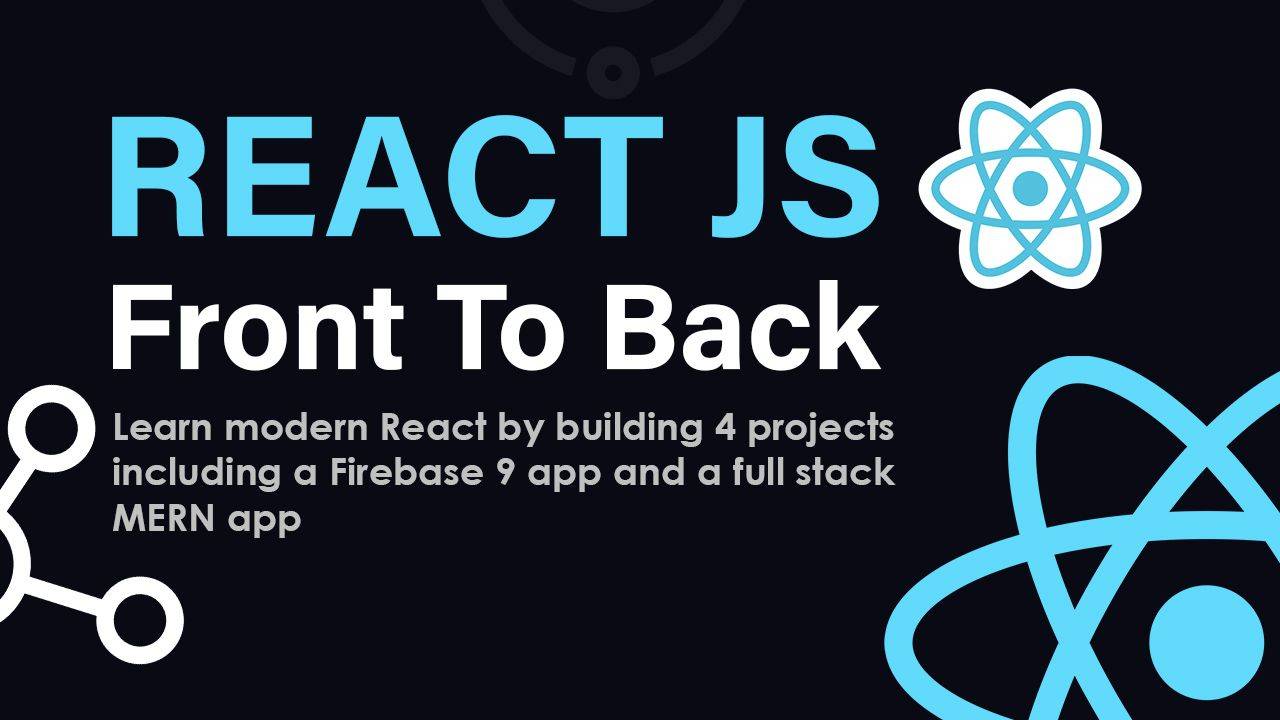 REACT JS
Front To Back
Learn modern React by building 4 projects
including a Firebase 9 app and a full stack
MERN app